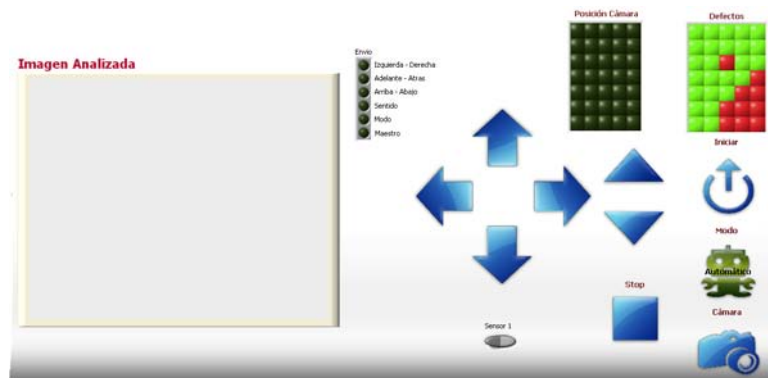 Posición Cámara
Defectos
Imagen Analizada
Envio
Izquierda - Derecha
Adelante - Atras
Arriba - Abajo
Sentido
Modo
Maestro
Iniciar
Modo
Automático
Stop
Cámara
Sensor 1